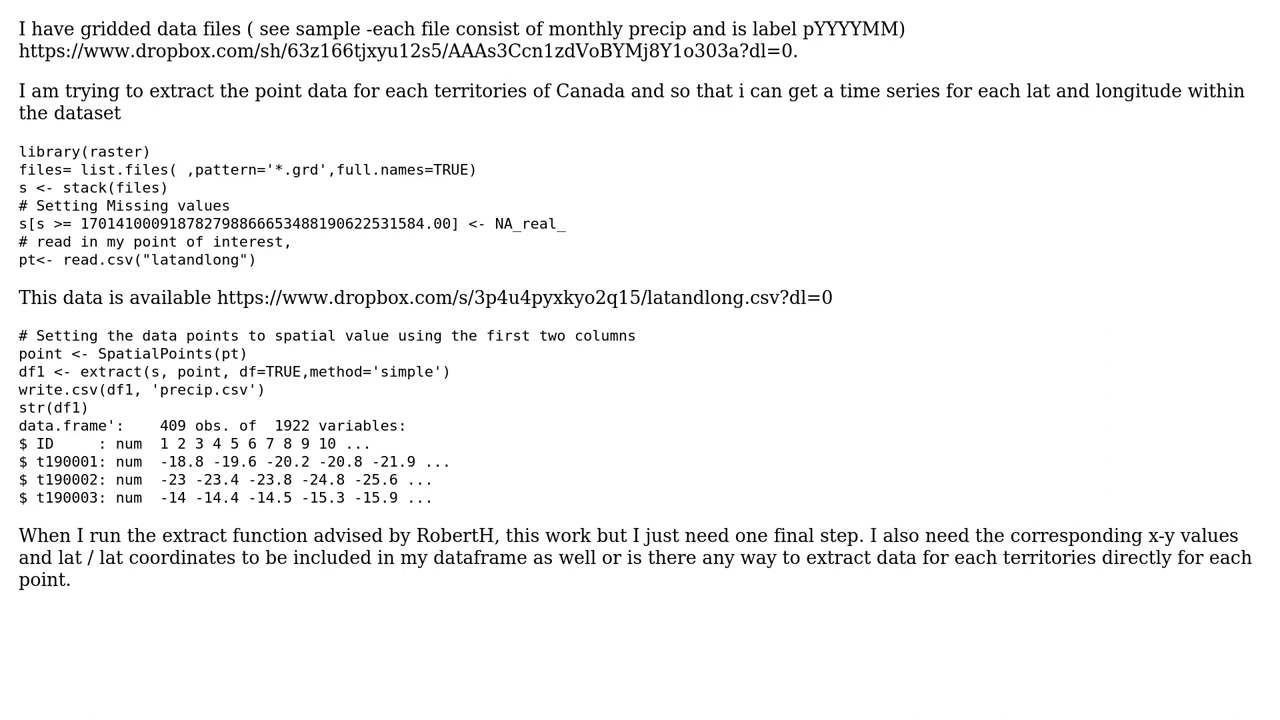 I have gridded data files ( see sample -each file consist of monthly precip and is label pYYYYMM)
https://www.dropbox.com/sh/63z166tjxyu12s5/AAAs3Ccn1zdVoBYMj8Y1o303a?dl=0.
I am trying to extract the point data for each territories of Canada and so that i can get a time series for each lat and longitude within
the dataset
library(raster)
files= list.files( ,pattern='*.grd',full.names=TRUE)
s <- stack(files)
# Setting Missing values
s[s >= 170141000918782798866653488190622531584.00] <- NA_real_
# read in my point of interest,
pt<- read.csv("latandlong")
This data is available https://www.dropbox.com/s/3p4u4pyxkyo2q15/latandlong.csv?dl=0
# Setting the data points to spatial value using the first two columns
point <- SpatialPoints(pt)
df1 <- extract(s, point, df=TRUE,method='simple')
write.csv(df1, 'precip.csv')
str(df1)
data.frame':    409 obs. of  1922 variables:
$ ID     : num  1 2 3 4 5 6 7 8 9 10 ...
$ t190001: num  -18.8 -19.6 -20.2 -20.8 -21.9 ...
$ t190002: num  -23 -23.4 -23.8 -24.8 -25.6 ...
$ t190003: num  -14 -14.4 -14.5 -15.3 -15.9 ...
When I run the extract function advised by RobertH, this work but I just need one final step. I also need the corresponding x-y values
and lat / lat coordinates to be included in my dataframe as well or is there any way to extract data for each territories directly for each
point.